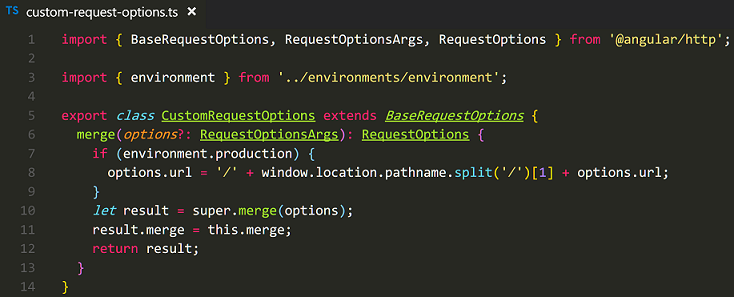 TS custom-request-options.ts ×
1 import { BaseRequestOptions, RequestOptionsArgs, RequestOptions } from '@angular/http';
2
3 import { environment } from '../environments/environment';
4
5 export class CustomRequestOptions extends BaseRequestOptions {
6   merge(options?: RequestOptionsArgs): RequestOptions {
7     if (environment.production) {
8       options.url = '/' + window.location.pathname.split('/')[1] + options.url;
9     }
10     let result = super.merge(options);
11     result.merge = this.merge;
12     return result;
13   }
14 }